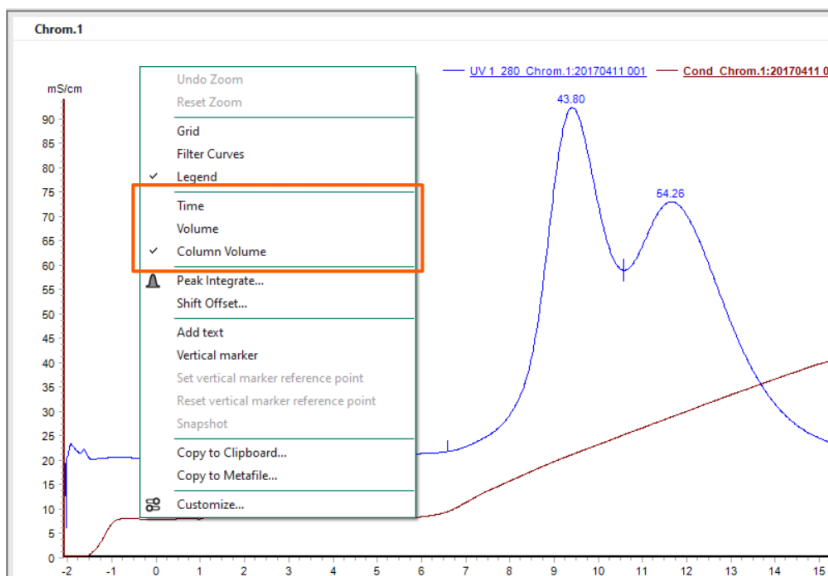 Chrom.1
UV 1_280_Chrom.1:20170411 001
Cond_Chrom.1:20170411
mS/cm
Undo Zoom
Reset Zoom
Grid
Filter Curves
Legend
Time
Volume
Column Volume
Peak Integrate...
Shift Offset...
Add text
Vertical marker
Set vertical marker reference point
Reset vertical marker reference point
Snapshot
Copy to Clipboard...
Copy to Metafile...
Customize...
43.80
54.26
90
85
80
75
70
65
60
55
50
45
40
35
30
25
20
15
10
5
0
-2 -1 0 1 2 3 4 5 6 7 8 9 10 11 12 13 14 15